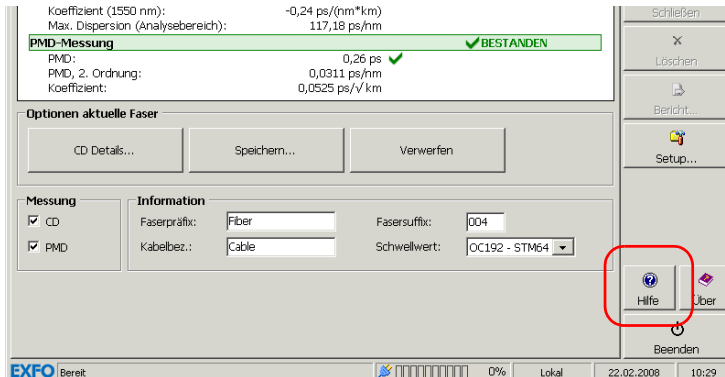 Koeffizient (1550 nm): -0,24 ps/(nm*km)
Max. Dispersion (Analysebereich): 117,18 ps/nm
PMD-Messung BESTANDEN
PMD: 0,26 ps
PMD, 2. Ordnung: 0,0311 ps/nm
Koeffizient: 0,0525 ps/√km
Optionen aktuelle Faser
CD Details... Speichern... Verwerfen
Messung Information
CD Faserpräfix: Fiber Fasersuffix: 004
PMD Kabelbez.: Cable Schwellwert: OC192 - STM64
Schließen
Löschen
Bericht...
Setup...
Hilfe Über
Beenden
EXFO Bereit 0% Lokal 22.02.2008 10:29